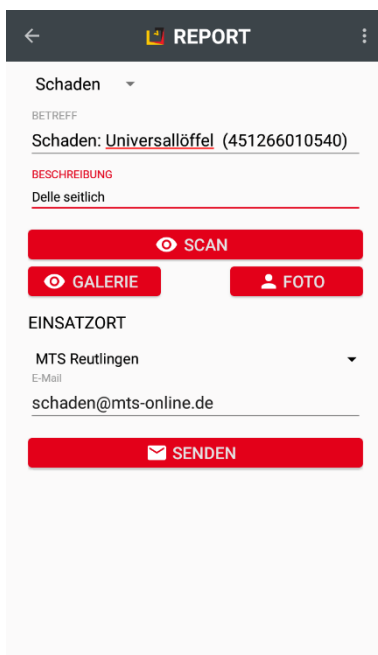 REPORT
Schaden
BETREFF
Schaden: Universallöffel (451266010540)
BESCHREIBUNG
Delle seitlich
SCAN
GALERIE
FOTO
EINSATZORT
MTS Reutlingen
E-Mail
schaden@mts-online.de
SENDEN